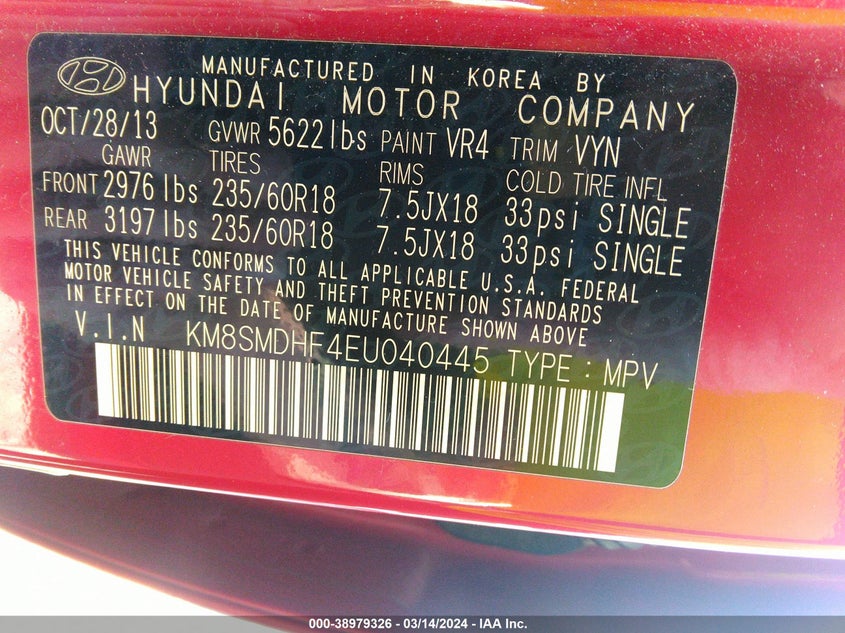 MANUFACTURED IN KOREA BY
HYUNDAI MOTOR COMPANY
OCT/28/13 GVWR 5622lbs PAINT VR4 TRIM VYN
GAWR TIRES RIMS COLD TIRE INFL
FRONT 2976lbs 235/60R18 7.5JX18 33psi SINGLE
REAR 3197lbs 235/60R18 7.5JX18 33psi SINGLE
THIS VEHICLE CONFORMS TO ALL APPLICABLE U.S.A. FEDERAL
MOTOR VEHICLE SAFETY AND THEFT PREVENTION STANDARDS
IN EFFECT ON THE DATE OF MANUFACTURE SHOWN ABOVE
V.I.N KM8SMDHF4EU040445 TYPE : MPV
000-38979326 - 03/14/2024 - IAA Inc.